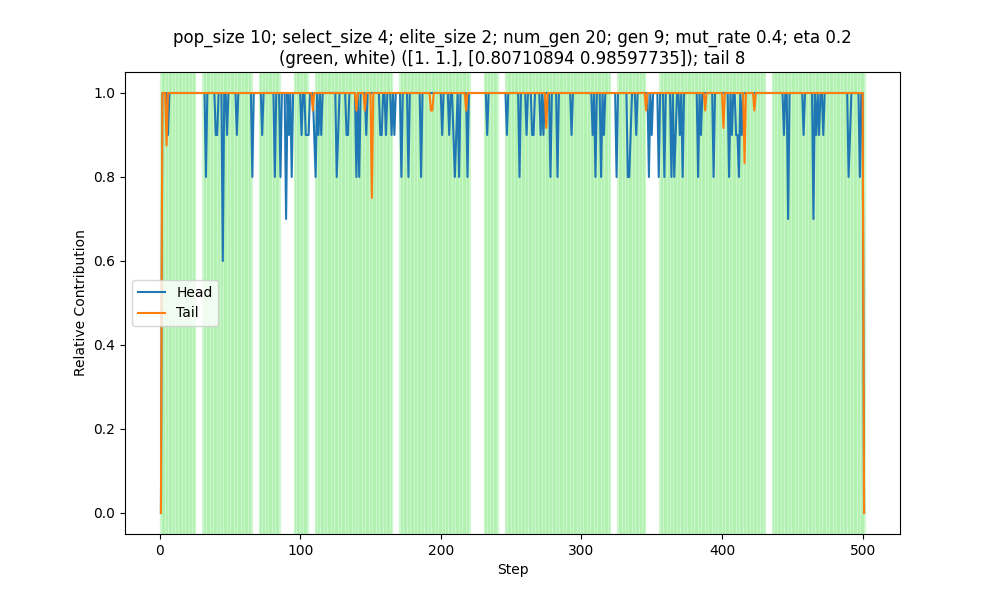 pop_size 10; select_size 4; elite_size 2; num_gen 20; gen 9; mut_rate 0.4; eta 0.2
(green, white) ([1. 1.], [0.80710894 0.98597735]); tail 8
1.0
0.8
0.6
0.4
0.2
0.0
Relative Contribution
Head
Tail
0
100
200
300
400
500
Step